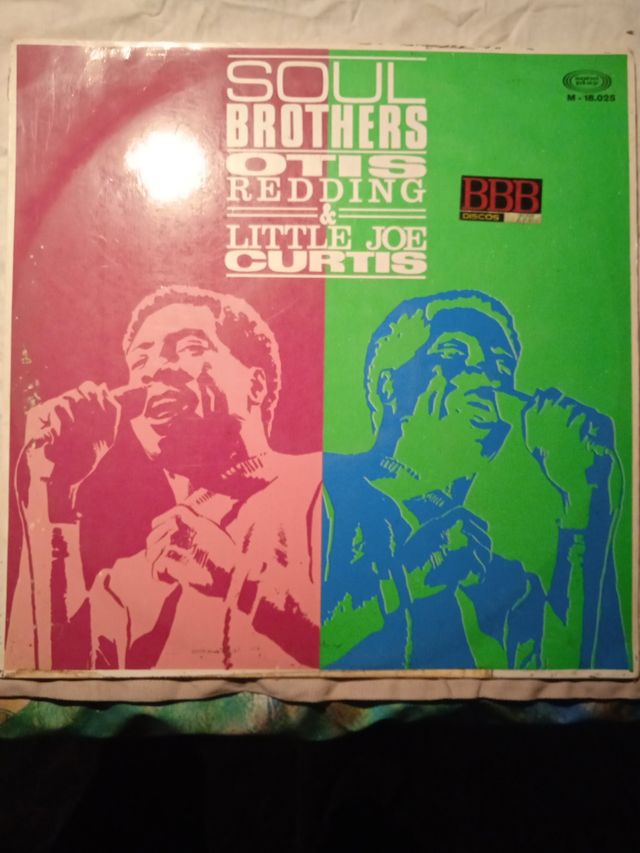 SOUL
BROTHERS
OTIS
REDDING
&
LITTLE JOE
CURTIS
M - 18.025
BBB
DISCOS